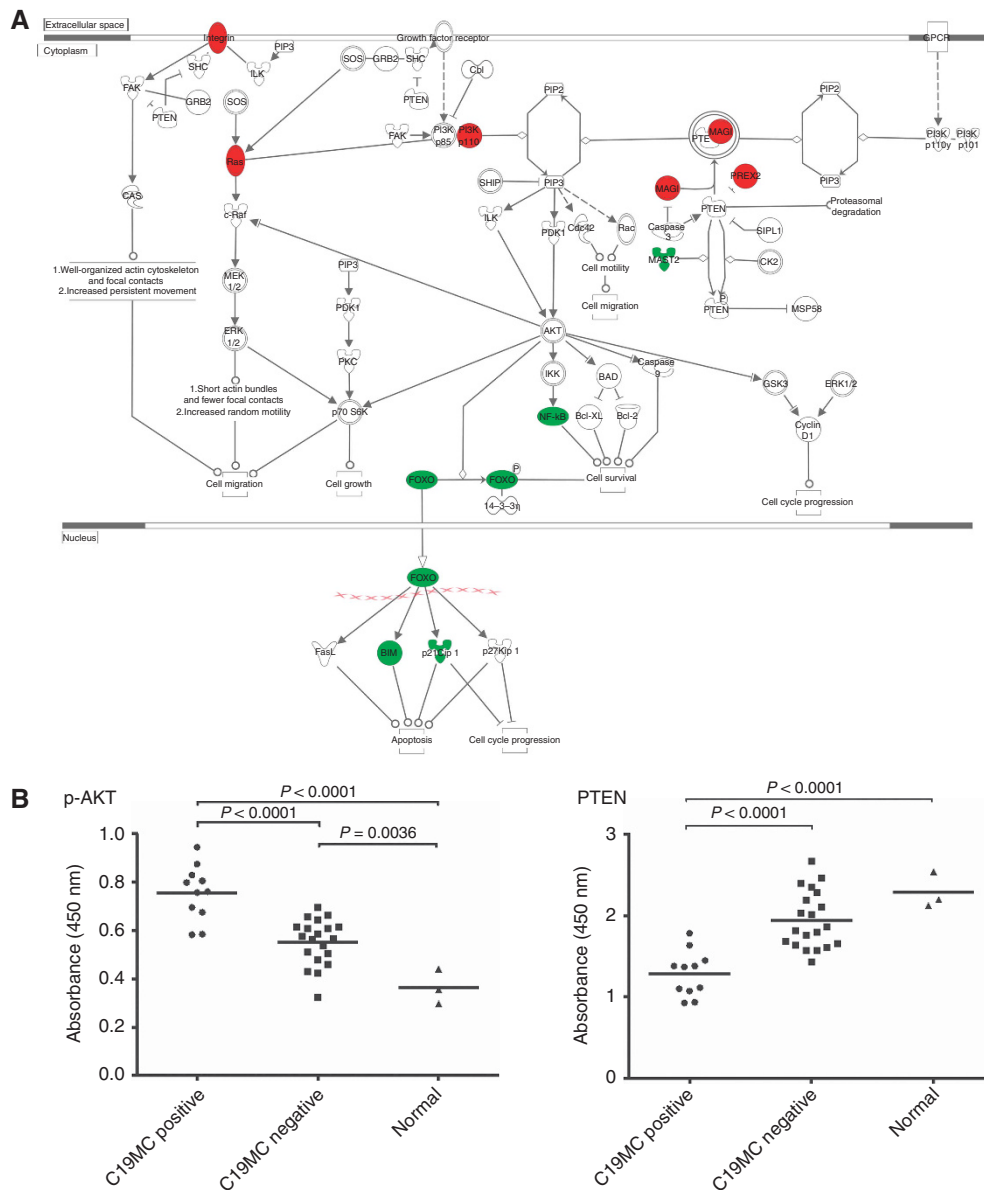 A
Extracellular space
Cytoplasm
Integrin
SHC
ILK
PIP3
FAK
PTEN
GRB2
SOS
SOS
GRB2
SHC
PTEN
Growth factor receptor
Cbl
GPCR
FAK
PI3K
p85
PI3K
p110
PIP2
PIP3
PTE
MAGI
PIP2
PIP3
PI3K
p110γ
PI3K
p101
Ras
CAS
c-Raf
SHIP
ILK
PDK1
Cdc42
Rac
MAGI
PREX2
Caspase
3
PTEN
Proteasomal
degradation
SIPL1
MAST2
CK2
P
PTEN
MSP58
Cell motility
Cell migration
1.Well-organized actin cytoskeleton
and focal contacts
2.Increased persistent movement
MEK
1/2
ERK
1/2
PIP3
PDK1
PKC
p70 S6K
AKT
1.Short actin bundles
and fewer focal contacts
2.Increased random motility
IKK
BAD
Caspase
9
GSK3
ERK1/2
NF-kB
Bcl-XL
Bcl-2
Cyclin
D1
Cell migration
Cell growth
FOXO
FOXO
P
14–3–3η
Cell survival
Cell cycle progression
Nucleus
FOXO
FasL
BIM
p21Cip 1
p27Kip 1
Apoptosis
Cell cycle progression
B
p-AKT
P < 0.0001
P < 0.0001
P = 0.0036
Absorbance (450 nm)
1.0
0.8
0.6
0.4
0.2
0.0
C19MC positive
C19MC negative
Normal
PTEN
P < 0.0001
P < 0.0001
Absorbance (450 nm)
3
2
1
0
C19MC positive
C19MC negative
Normal